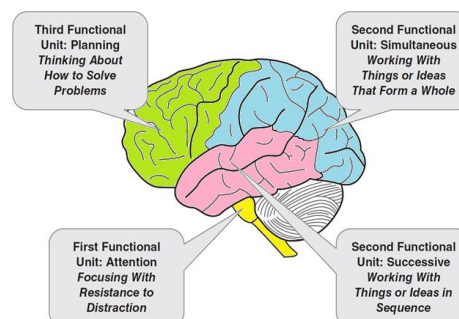 Third Functional
Unit: Planning
Thinking About
How to Solve
Problems
Second Functional
Unit: Simultaneous
Working With
Things or Ideas
That Form a Whole
First Functional
Unit: Attention
Focusing With
Resistance to
Distraction
Second Functional
Unit: Successive
Working With
Things or Ideas in
Sequence